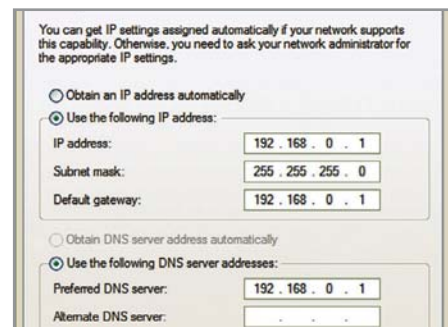 You can get IP settings assigned automatically if your network supports
this capability. Otherwise, you need to ask your network administrator for
the appropriate IP settings.
Obtain an IP address automatically
Use the following IP address:
IP address: 192 . 168 . 0 . 1
Subnet mask: 255 . 255 . 255 . 0
Default gateway: 192 . 168 . 0 . 1
Obtain DNS server address automatically
Use the following DNS server addresses:
Preferred DNS server: 192 . 168 . 0 . 1
Alternate DNS server: . . .